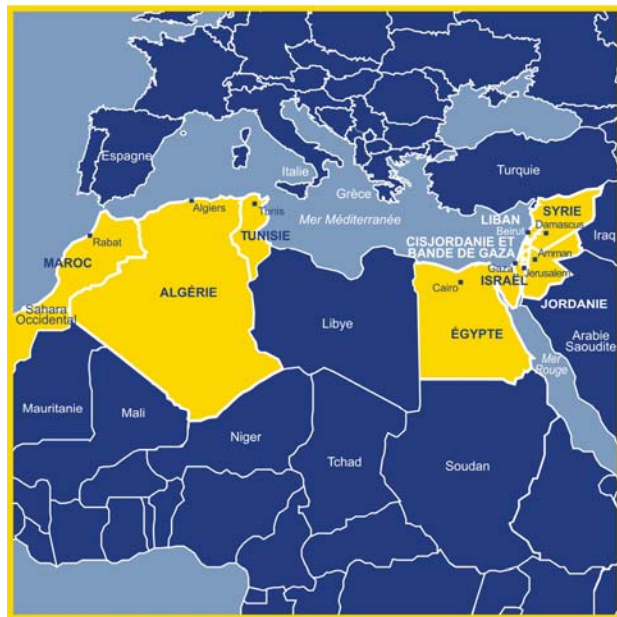 Espagne
Italie
Grèce
Turquie
Mer Méditerranée
Algiers
Tunis
Rabat
MAROC
TUNISIE
ALGÉRIE
Sahara
Occidental
LIBAN
Beirut
SYRIE
Damascus
Iraq
CISJORDANIE ET
BANDE DE GAZA
Gaza
Amman
Jerusalem
ISRAËL
Cairo
JORDANIE
ÉGYPTE
Libye
Arabie
Saoudite
Mer
Rouge
Mauritanie
Mali
Niger
Tchad
Soudan